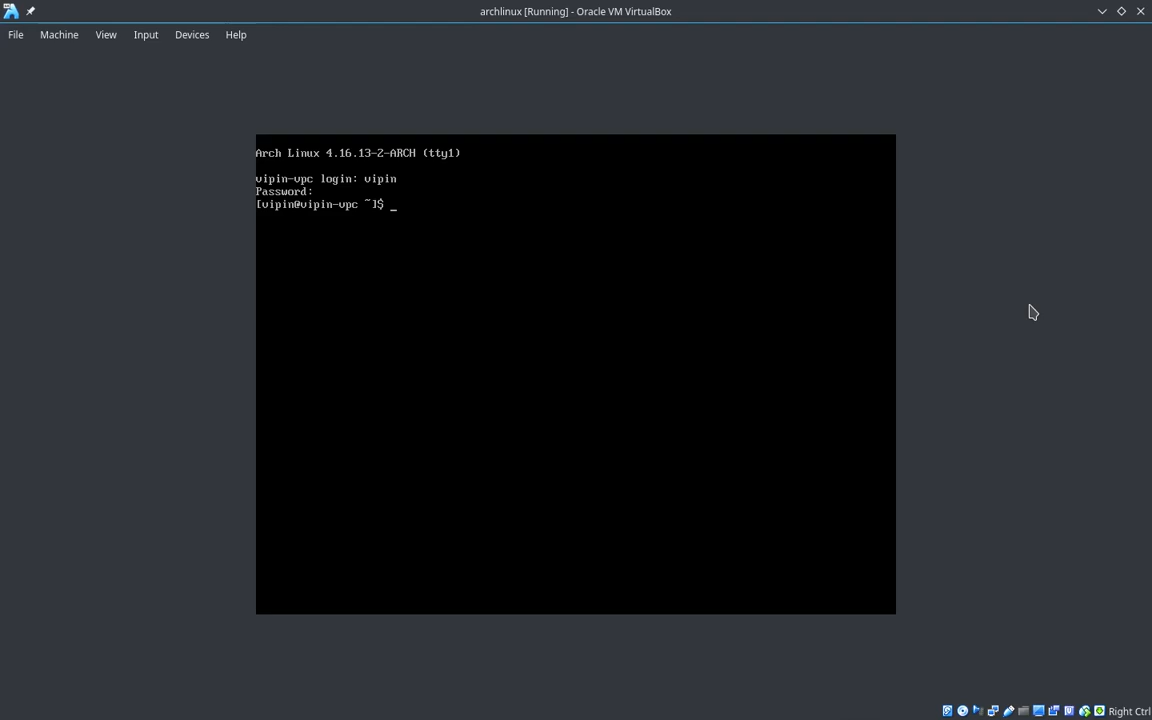 archlinux [Running] - Oracle VM VirtualBox
File Machine View Input Devices Help
Arch Linux 4.16.13-2-ARCH (tty1)
vipin-vpc login: vipin
Password:
[vipin@vipin-vpc ~]$ _
Right Ctrl